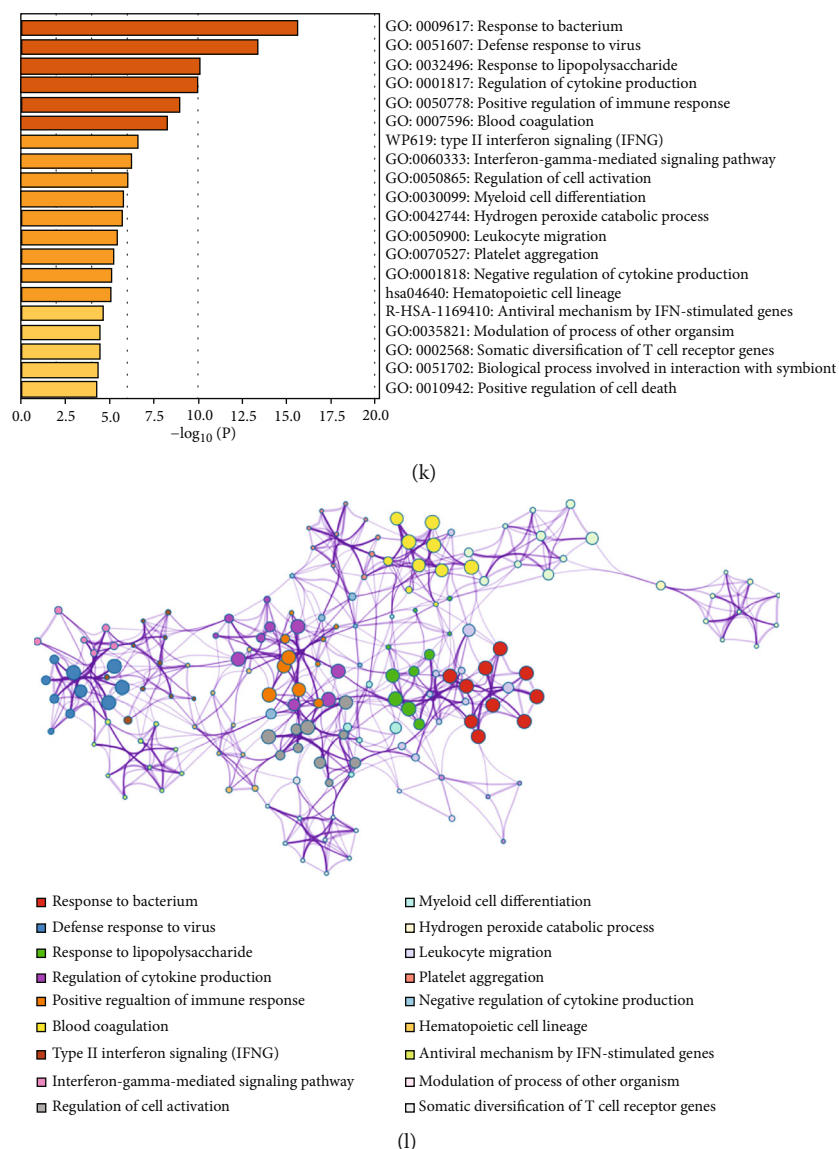 GO: 0009617: Response to bacterium
GO: 0051607: Defense response to virus
GO: 0032496: Response to lipopolysaccharide
GO: 0001817: Regulation of cytokine production
GO: 0050778: Positive regulation of immune response
GO: 0007596: Blood coagulation
WP619: type II interferon signaling (IFNG)
GO:0060333: Interferon-gamma-mediated signaling pathway
GO:0050865: Regulation of cell activation
GO:0030099: Myeloid cell differentiation
GO:0042744: Hydrogen peroxide catabolic process
GO:0050900: Leukocyte migration
GO:0070527: Platelet aggregation
GO:0001818: Negative regulation of cytokine production
hsa04640: Hematopoietic cell lineage
R-HSA-1169410: Antiviral mechanism by IFN-stimulated genes
GO:0035821: Modulation of process of other organsim
GO: 0002568: Somatic diversification of T cell receptor genes
GO: 0051702: Biological process involved in interaction with symbiont
GO: 0010942: Positive regulation of cell death
0.0 2.5 5.0 7.5 10.0 12.5 15.0 17.5 20.0
−log10 (P)
(k)
Response to bacterium
Defense response to virus
Response to lipopolysaccharide
Regulation of cytokine production
Positive regualtion of immune response
Blood coagulation
Type II interferon signaling (IFNG)
Interferon-gamma-mediated signaling pathway
Regulation of cell activation
Myeloid cell differentiation
Hydrogen peroxide catabolic process
Leukocyte migration
Platelet aggregation
Negative regulation of cytokine production
Hematopoietic cell lineage
Antiviral mechanism by IFN-stimulated genes
Modulation of process of other organism
Somatic diversification of T cell receptor genes
(l)